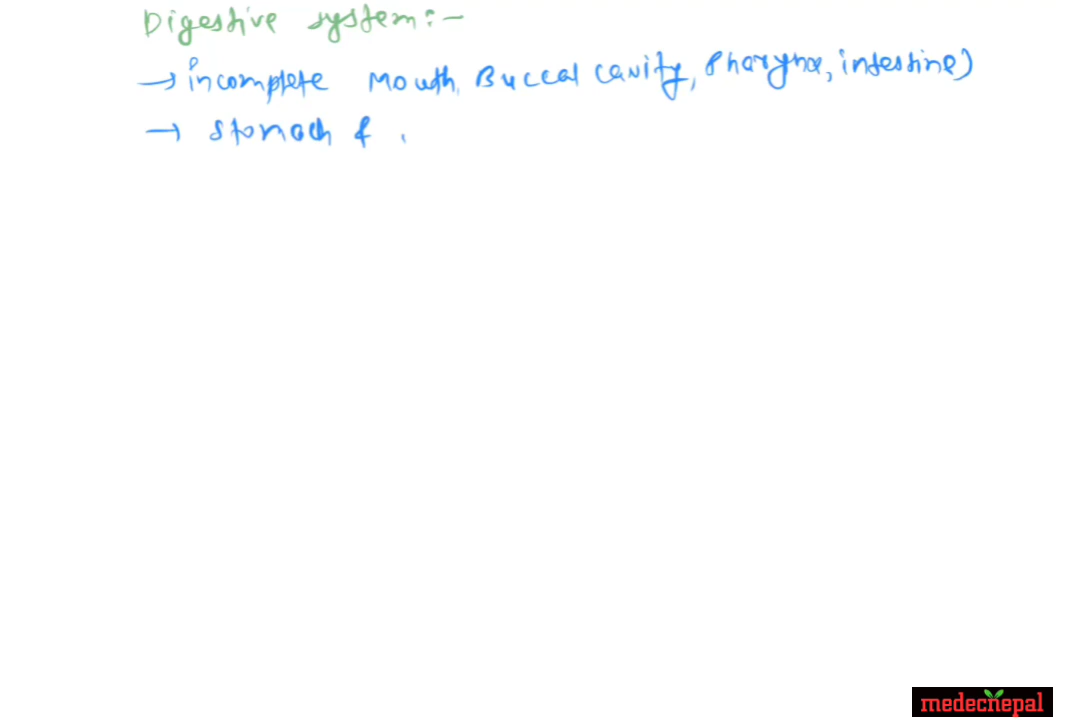 Digestive system:-
→ incomplete Mouth, Buccal cavity, Pharynx, intestine)
→ stomach &
medecnepal